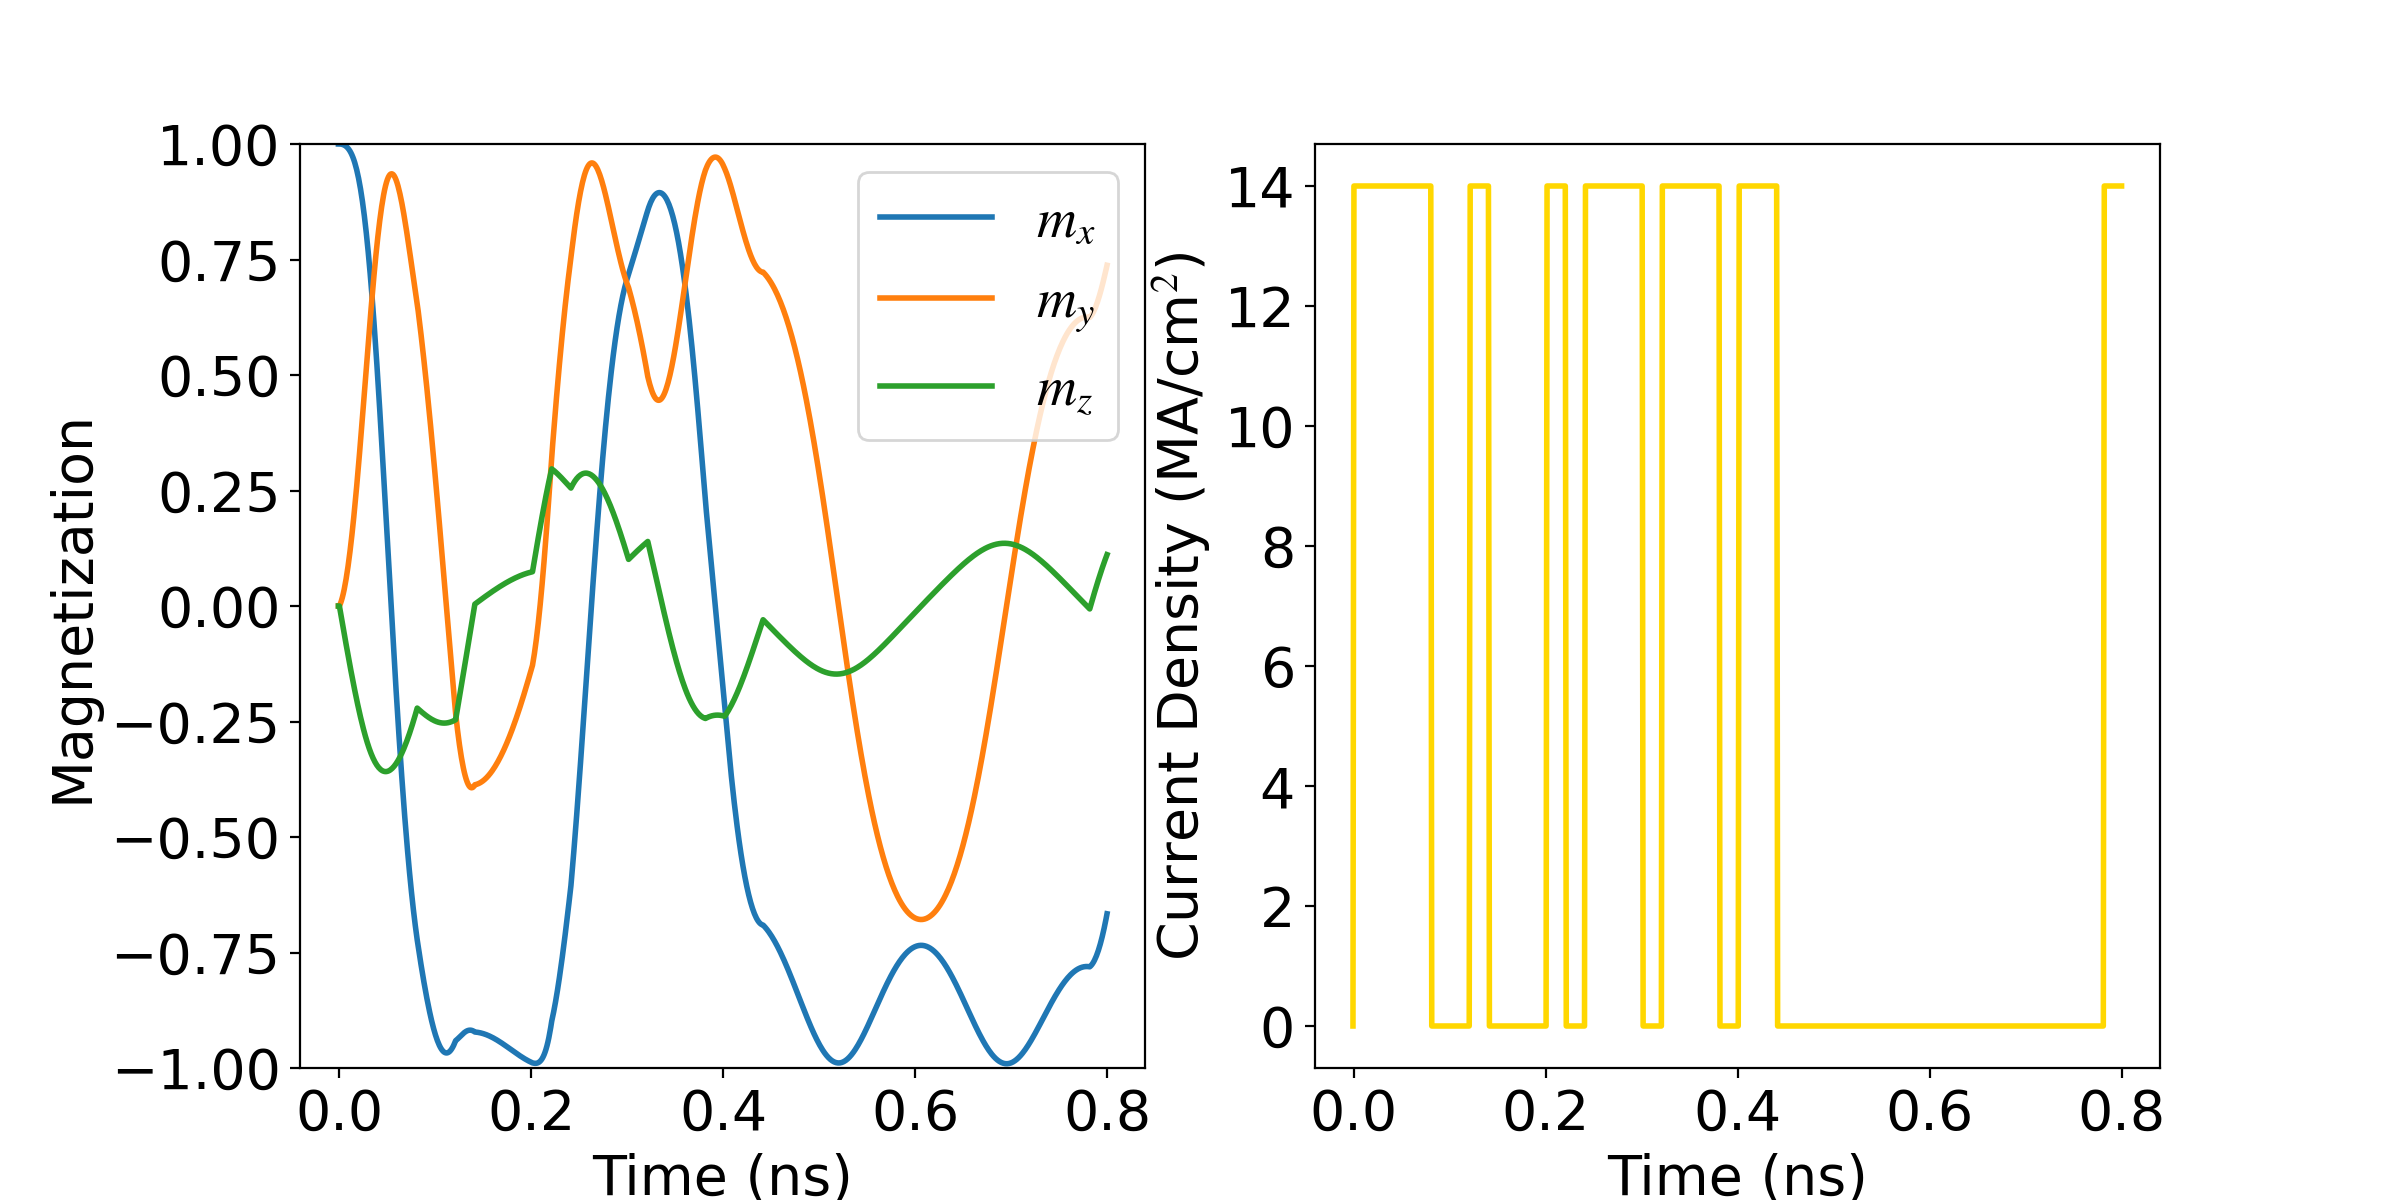 Magnetization
1.00
0.75
0.50
0.25
0.00
−0.25
−0.50
−0.75
−1.00
0.0 0.2 0.4 0.6 0.8
Time (ns)
m_x
m_y
m_z
Current Density (MA/cm²)
14
12
10
8
6
4
2
0
0.0 0.2 0.4 0.6 0.8
Time (ns)